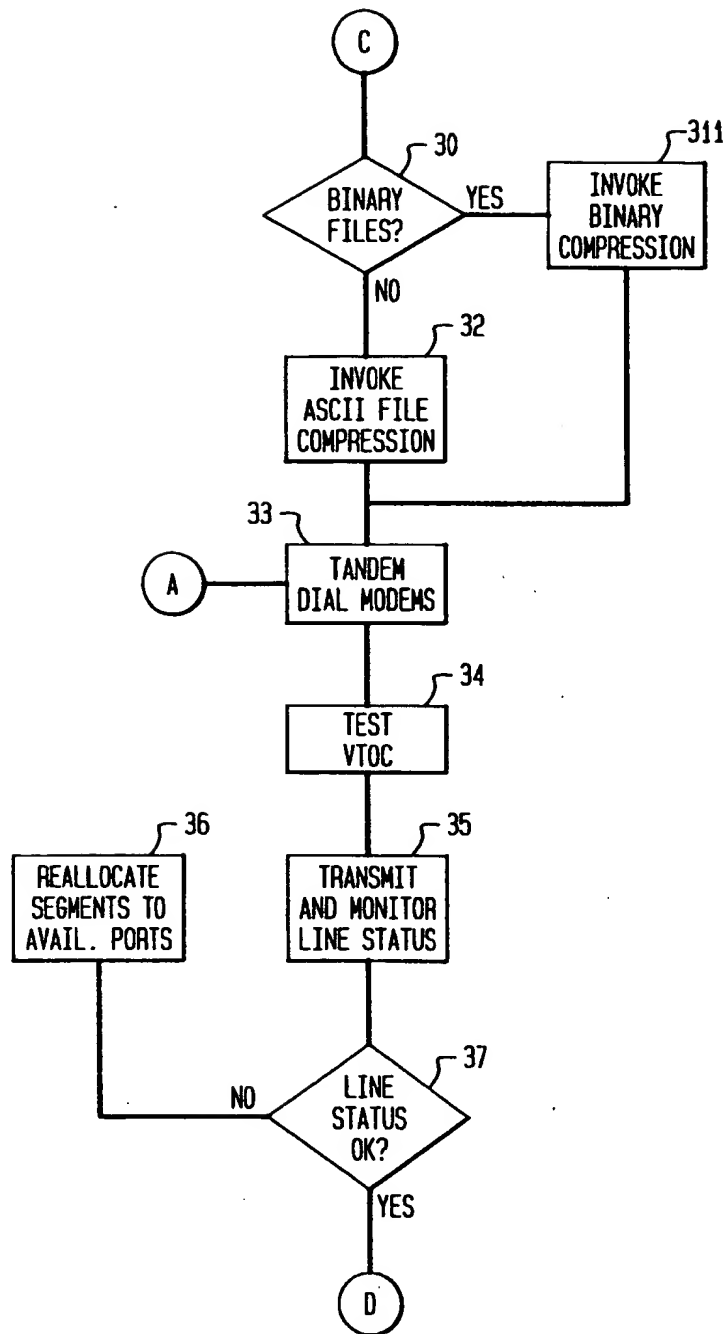 C
30
BINARY
FILES?
YES
311
INVOKE
BINARY
COMPRESSION
NO
32
INVOKE
ASCII FILE
COMPRESSION
33
A
TANDEM
DIAL MODEMS
34
TEST
VTOC
36
REALLOCATE
SEGMENTS TO
AVAIL. PORTS
35
TRANSMIT
AND MONITOR
LINE STATUS
37
NO
LINE
STATUS
OK?
YES
D